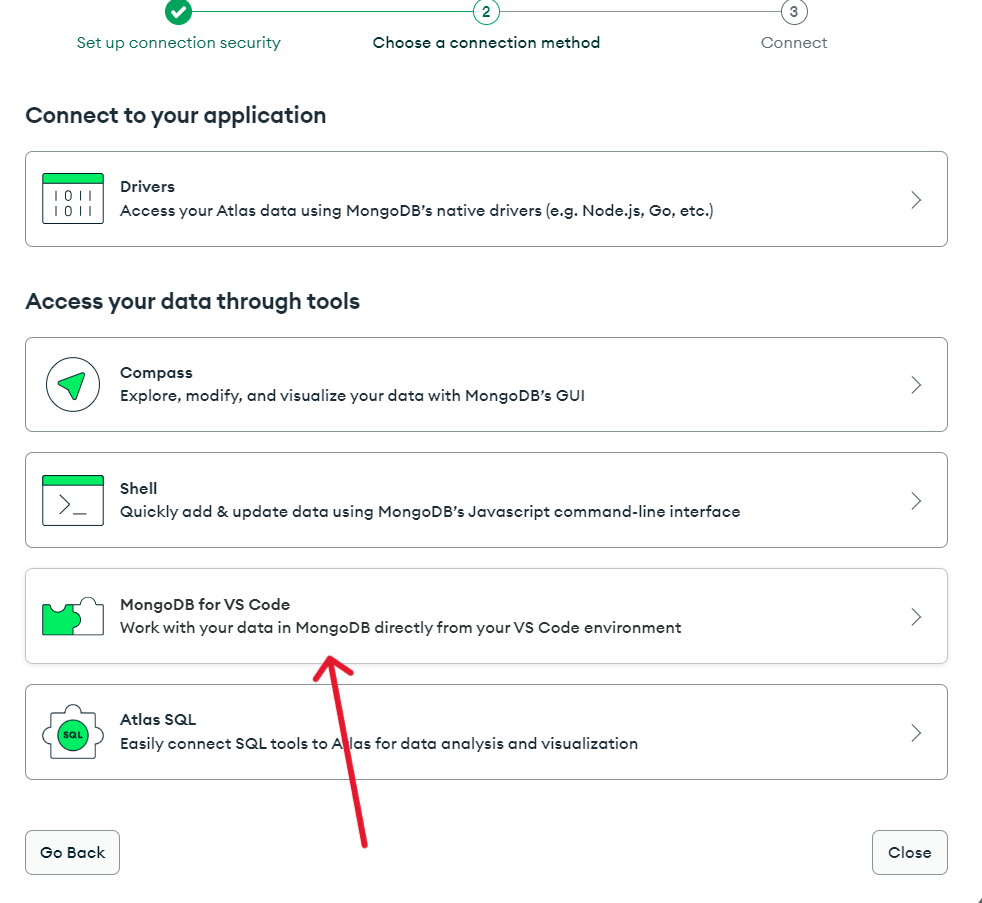 2
3
Set up connection security
Choose a connection method
Connect
Connect to your application
1011
1011
Drivers
Access your Atlas data using MongoDB's native drivers (e.g. Node.js, Go, etc.)
Access your data through tools
Compass
Explore, modify, and visualize your data with MongoDB's GUI
>_
Shell
Quickly add & update data using MongoDB's Javascript command-line interface
MongoDB for VS Code
Work with your data in MongoDB directly from your VS Code environment
SQL
Atlas SQL
Easily connect SQL tools to Atlas for data analysis and visualization
Go Back
Close